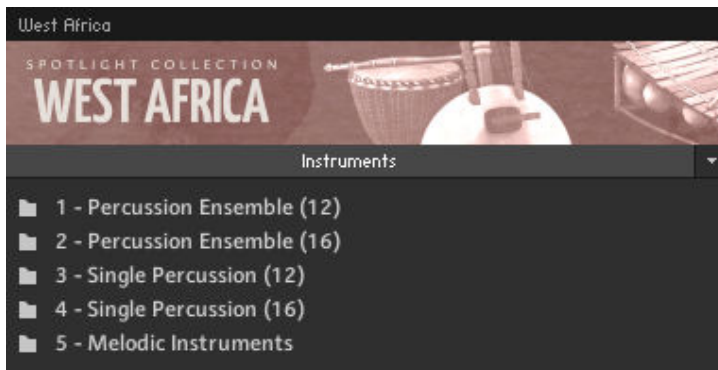 West Africa
SPOTLIGHT COLLECTION
WEST AFRICA
Instruments
1 - Percussion Ensemble (12)
2 - Percussion Ensemble (16)
3 - Single Percussion (12)
4 - Single Percussion (16)
5 - Melodic Instruments